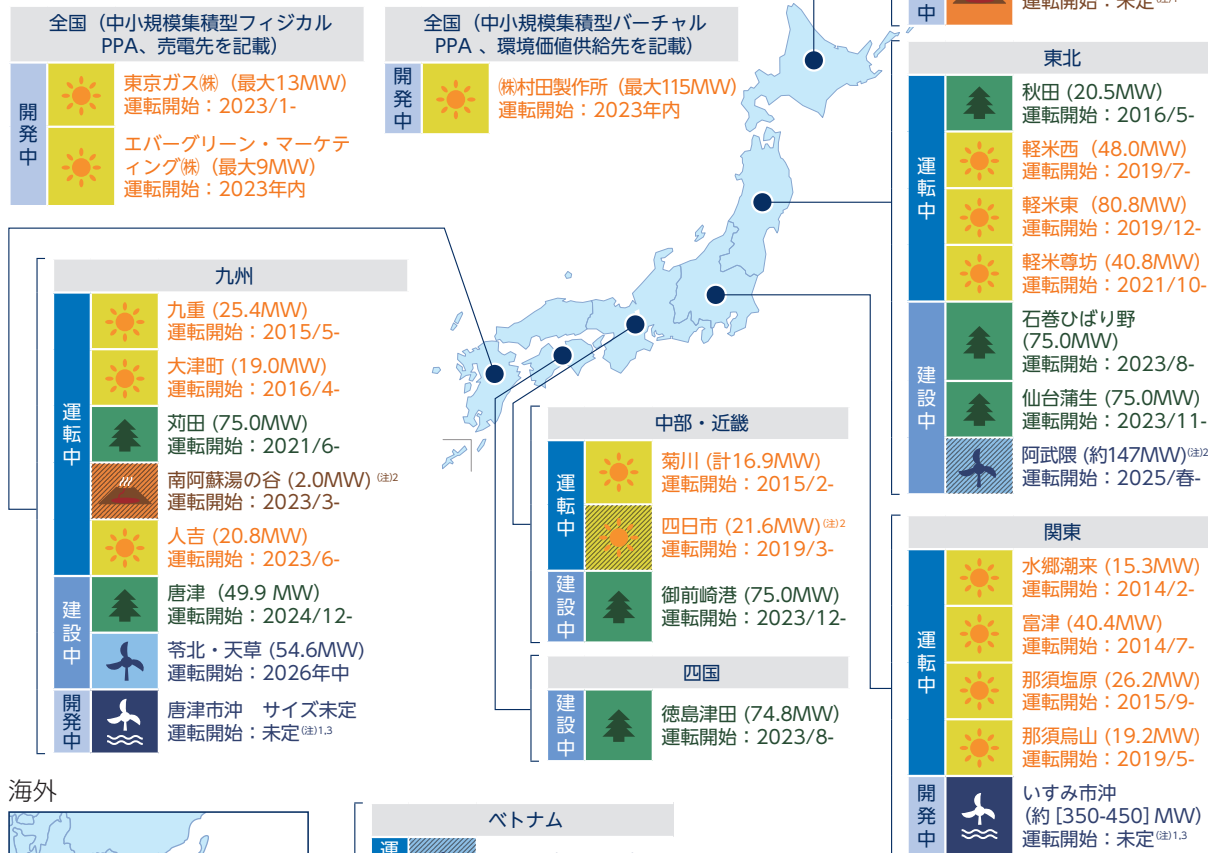 全国（中小規模集積型フィジカル
PPA、売電先を記載）
開発中
東京ガス㈱（最大13MW）
運転開始：2023/1-
エバーグリーン・マーケテ
ィング㈱（最大9MW）
運転開始：2023年内
全国（中小規模集積型バーチャル
PPA 、環境価値供給先を記載）
開発中
㈱村田製作所（最大115MW）
運転開始：2023年内
中
運転開始：未定
東北
運転中
秋田 (20.5MW)
運転開始：2016/5-
軽米西（48.0MW）
運転開始：2019/7-
軽米東（80.8MW）
運転開始：2019/12-
軽米尊坊 (40.8MW)
運転開始：2021/10-
建設中
石巻ひばり野
(75.0MW)
運転開始：2023/8-
仙台蒲生 (75.0MW)
運転開始：2023/11-
阿武隈 (約147MW)(注)2
運転開始：2025/春-
九州
運転中
九重 (25.4MW)
運転開始：2015/5-
大津町 (19.0MW)
運転開始：2016/4-
苅田 (75.0MW)
運転開始：2021/6-
南阿蘇湯の谷 (2.0MW) (注)2
運転開始：2023/3-
人吉 (20.8MW)
運転開始：2023/6-
建設中
唐津（49.9 MW）
運転開始：2024/12-
苓北・天草 (54.6MW)
運転開始：2026年中
開発中
唐津市沖　サイズ未定
運転開始：未定(注)1,3
中部・近畿
運転中
菊川 (計16.9MW)
運転開始：2015/2-
四日市 (21.6MW)(注)2
運転開始：2019/3-
建設中
御前崎港 (75.0MW)
運転開始：2023/12-
四国
建設中
徳島津田 (74.8MW)
運転開始：2023/8-
関東
運転中
水郷潮来 (15.3MW)
運転開始：2014/2-
富津 (40.4MW)
運転開始：2014/7-
那須塩原 (26.2MW)
運転開始：2015/9-
那須烏山 (19.2MW)
運転開始：2019/5-
開発中
いすみ市沖
(約 [350-450] MW)
運転開始：未定(注)1,3
海外
ベトナム
運